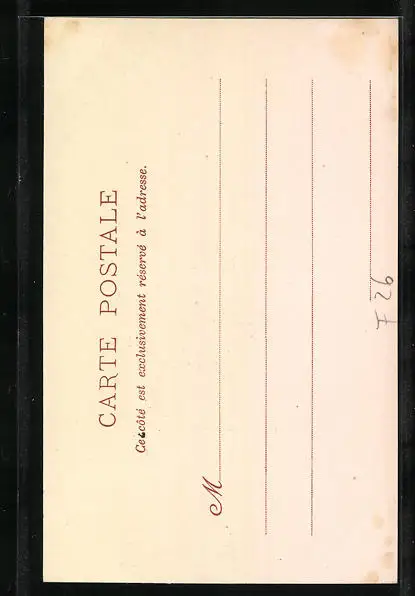 CARTE POSTALE
Ce côté est exclusivement réservé à l'adresse.
M
F 26